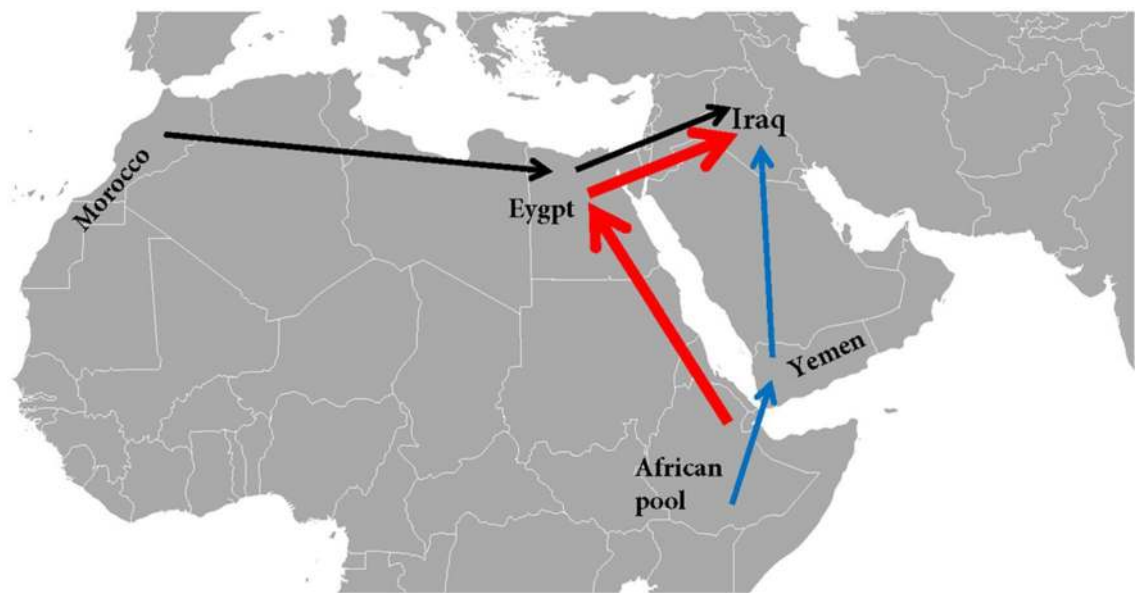 Iraq
Morocco
Eygpt
Yemen
African
pool